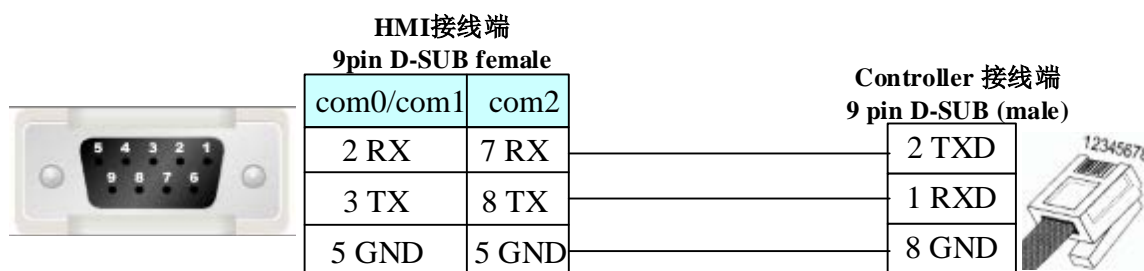 HMI接线端
9pin D-SUB female
com0/com1 com2
2 RX 7 RX
3 TX 8 TX
5 GND 5 GND
Controller 接线端
9 pin D-SUB (male)
2 TXD
1 RXD
8 GND
5 4 3 2 1
9 8 7 6
12345678